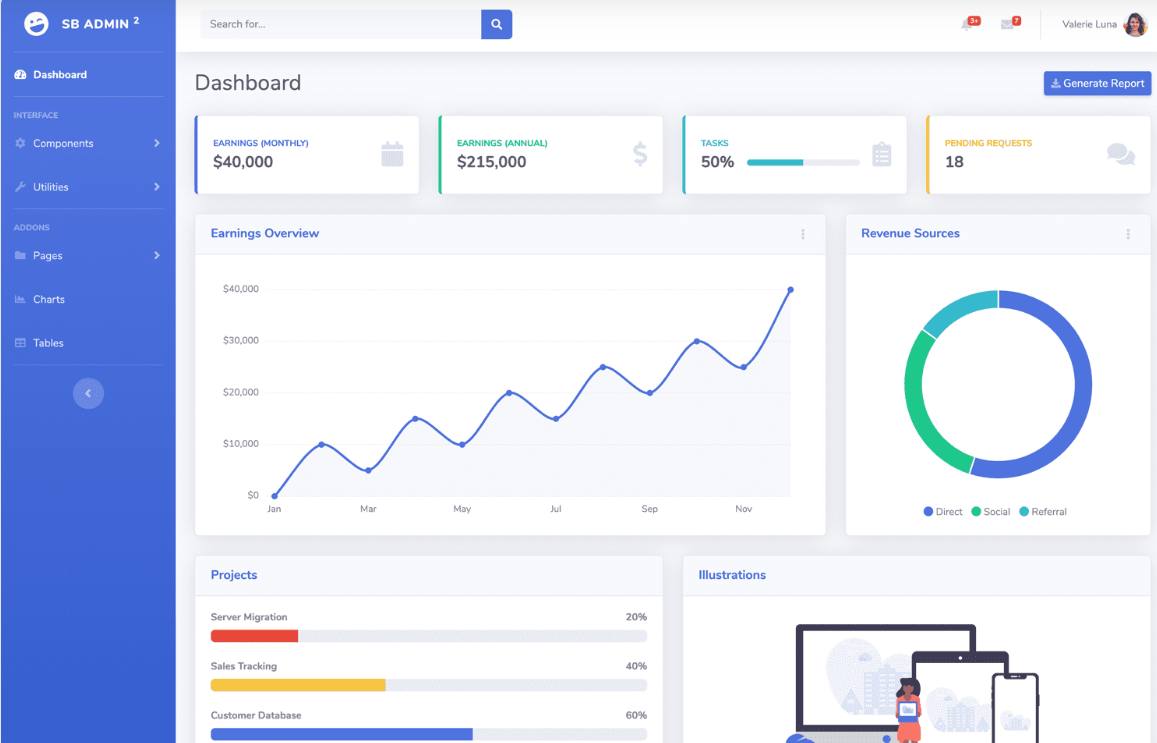 SB ADMIN 2
Search for...
3+
7
Valerie Luna
Dashboard
INTERFACE
Components
Utilities
ADDONS
Pages
Charts
Tables
Dashboard
Generate Report
EARNINGS (MONTHLY)
$40,000
EARNINGS (ANNUAL)
$215,000
TASKS
50%
PENDING REQUESTS
18
Earnings Overview
$40,000
$30,000
$20,000
$10,000
$0
Jan Mar May Jul Sep Nov
Revenue Sources
Direct Social Referral
Projects
Server Migration 20%
Sales Tracking 40%
Customer Database 60%
Illustrations